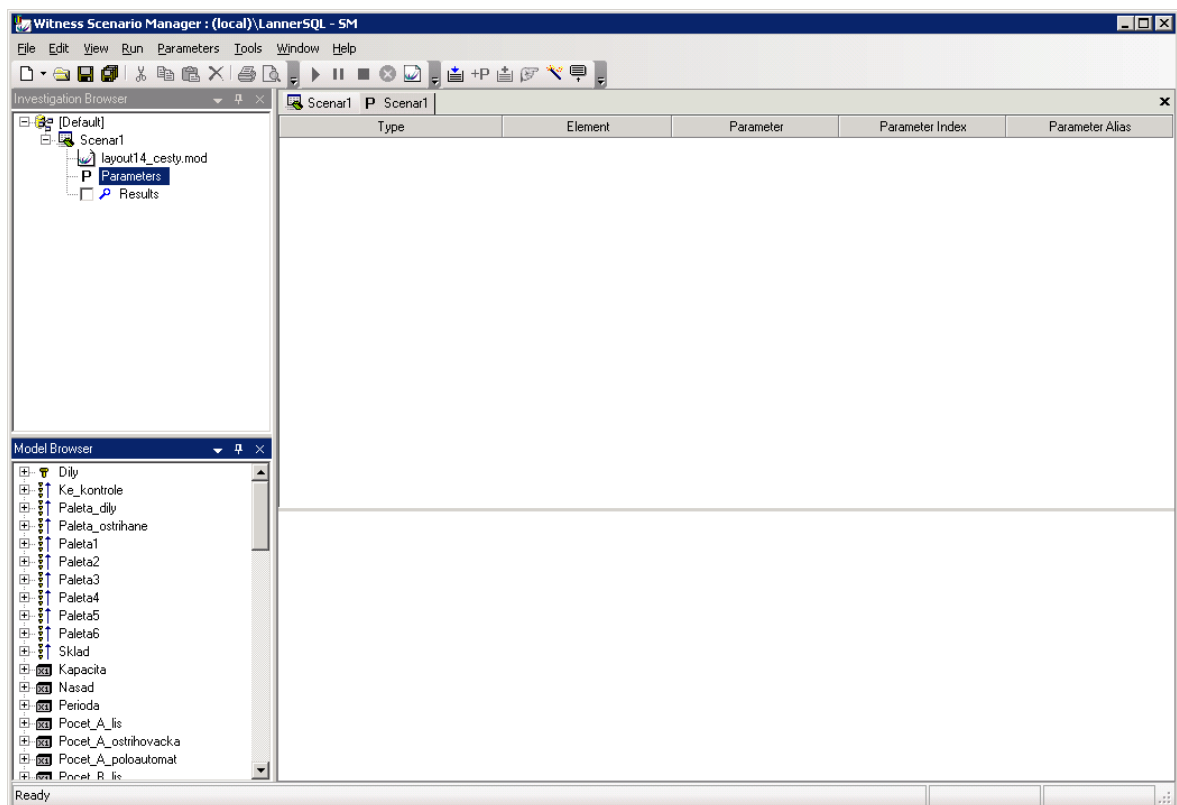 Witness Scenario Manager : (local)\LannerSQL - SM
File Edit View Run Parameters Tools Window Help
+P
Investigation Browser
[Default]
Scenar1
layout14_cesty.mod
P Parameters
Results
Scenar1 P Scenar1
Type Element Parameter Parameter Index Parameter Alias
Model Browser
Dily
Ke_kontrole
Paleta_dily
Paleta_ostrihane
Paleta1
Paleta2
Paleta3
Paleta4
Paleta5
Paleta6
Sklad
Kapacita
Nasad
Perioda
Pocet_A_lis
Pocet_A_ostrihovacka
Pocet_A_poloautomat
Pocet_B_lis
Ready